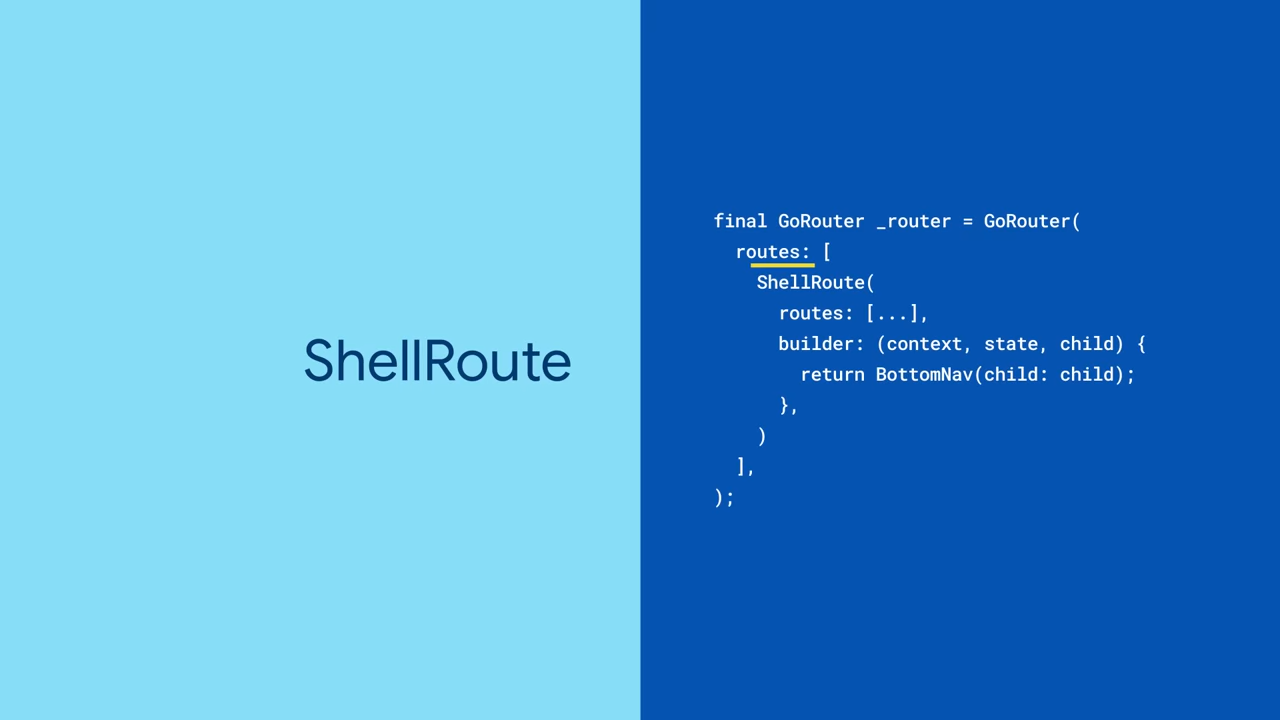 ShellRoute
final GoRouter _router = GoRouter(
  routes: [
    ShellRoute(
      routes: [...],
      builder: (context, state, child) {
        return BottomNav(child: child);
      },
    )
  ],
);